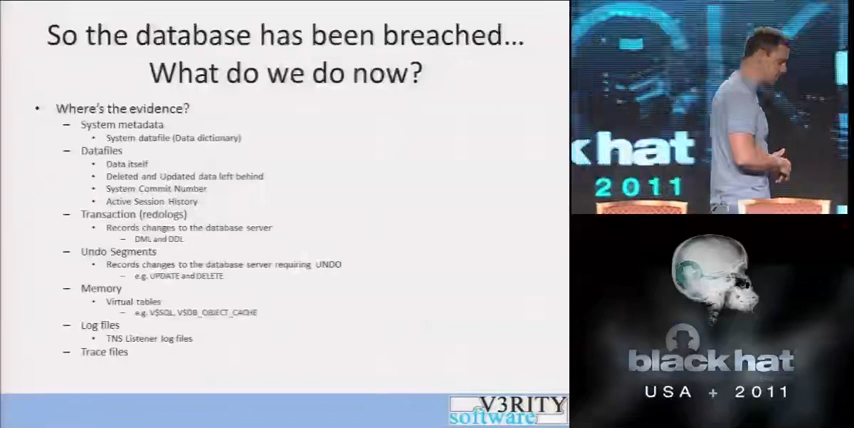 So the database has been breached...
What do we do now?
• Where's the evidence?
– System metadata
• System datafile (Data dictionary)
– Datafiles
• Data itself
• Deleted and Updated data left behind
• System Commit Number
• Active Session History
– Transaction (redologs)
• Records changes to the database server
– DML and DDL
– Undo Segments
• Records changes to the database server requiring UNDO
– e.g. UPDATE and DELETE
– Memory
• Virtual tables
– e.g. V$SQL, V$DB_OBJECT_CACHE
– Log files
• TNS Listener log files
– Trace files
V3RITY
software
k hat
2011
black hat
USA + 2011